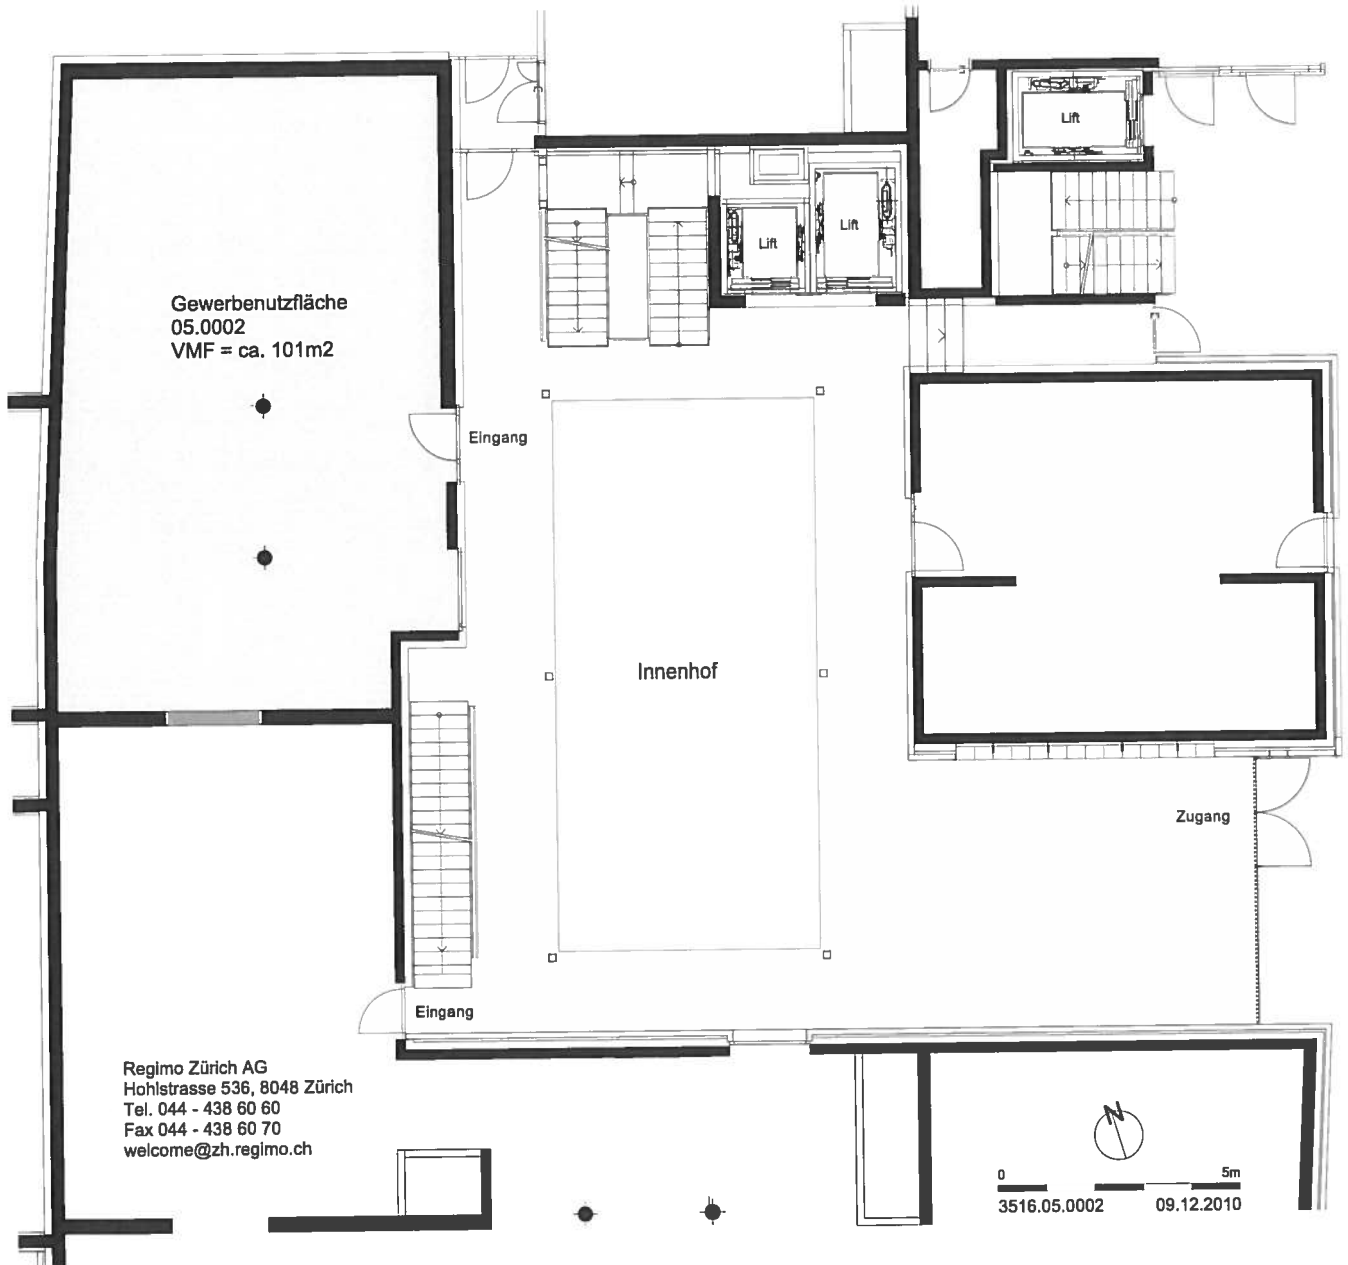 Lift
Lift
Lift
Gewerbenutzfläche
05.0002
VMF = ca. 101m2
Eingang
Innenhof
Zugang
Eingang
Regimo Zürich AG
Hohlstrasse 536, 8048 Zürich
Tel. 044 - 438 60 60
Fax 044 - 438 60 70
welcome@zh.regimo.ch
N
0 5m
3516.05.0002 09.12.2010